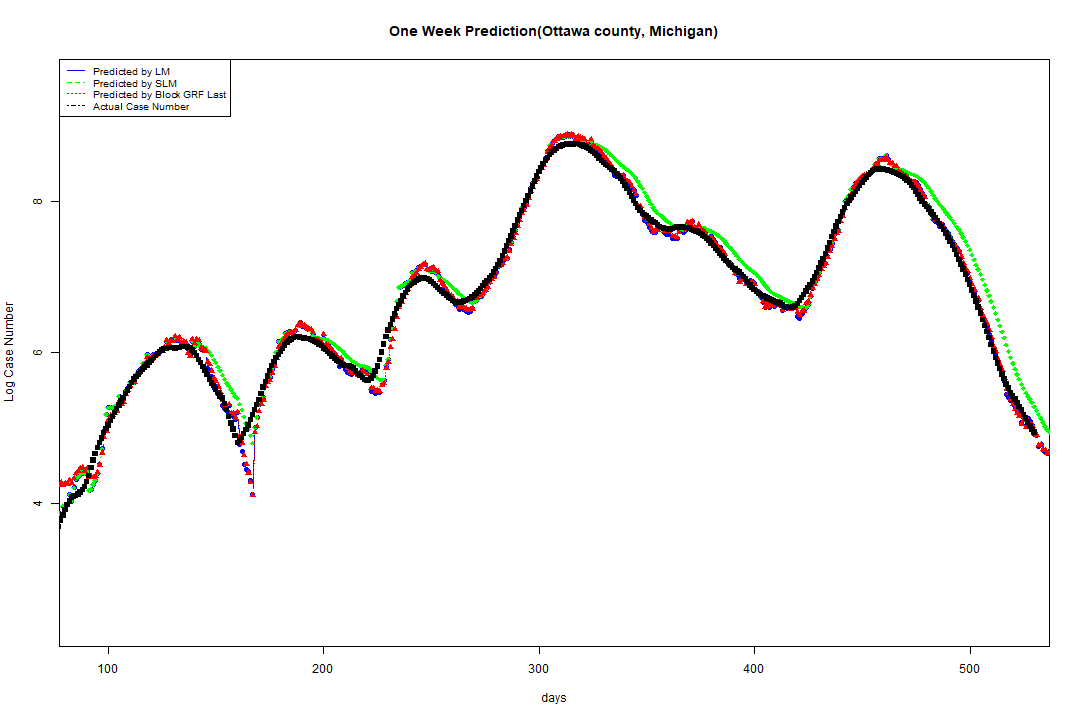 One Week Prediction(Ottawa county, Michigan)
Predicted by LM
Predicted by SLM
Predicted by Block GRF Last
Actual Case Number
8
6
4
Log Case Number
100 200 300 400 500
days